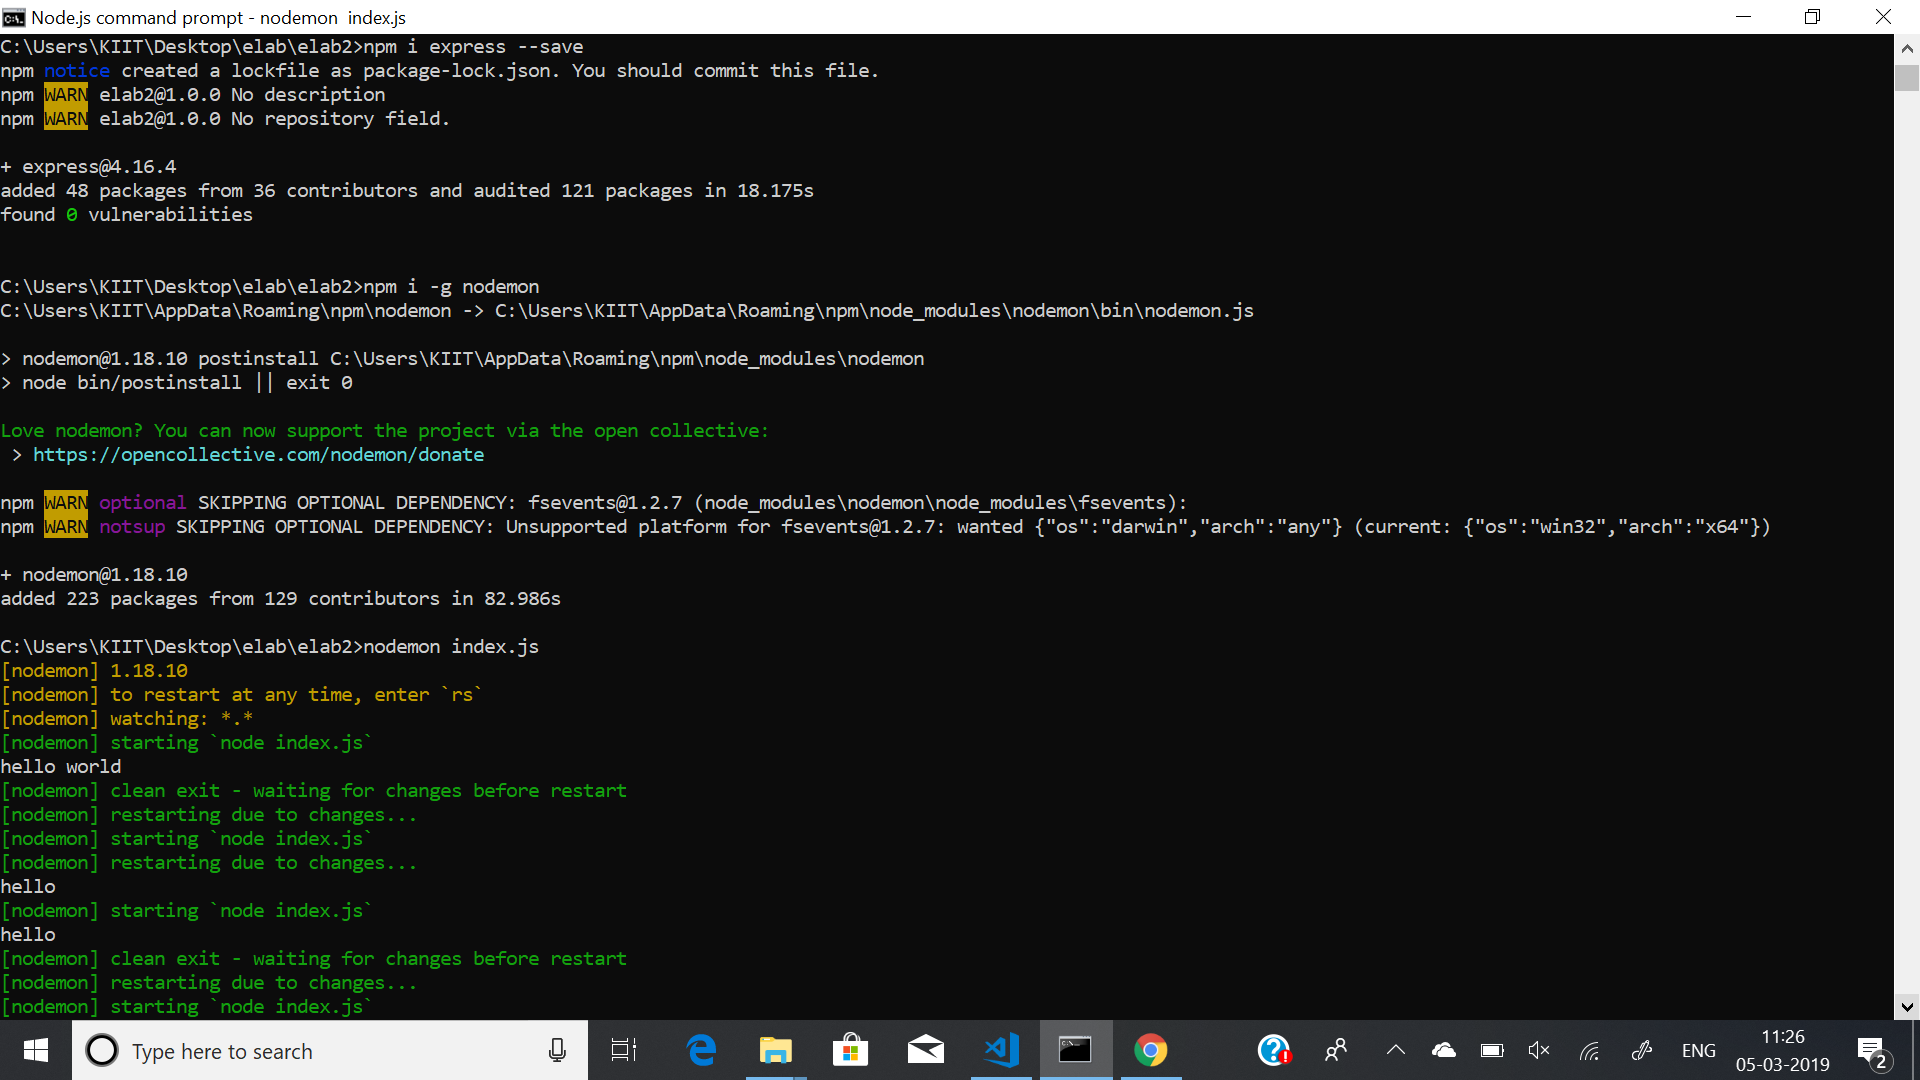 Node.js command prompt - nodemon  index.js
C:\Users\KIIT\Desktop\elab\elab2>npm i express --save
npm notice created a lockfile as package-lock.json. You should commit this file.
npm WARN elab2@1.0.0 No description
npm WARN elab2@1.0.0 No repository field.
+ express@4.16.4
added 48 packages from 36 contributors and audited 121 packages in 18.175s
found 0 vulnerabilities
C:\Users\KIIT\Desktop\elab\elab2>npm i -g nodemon
C:\Users\KIIT\AppData\Roaming\npm\nodemon -> C:\Users\KIIT\AppData\Roaming\npm\node_modules\nodemon\bin\nodemon.js
> nodemon@1.18.10 postinstall C:\Users\KIIT\AppData\Roaming\npm\node_modules\nodemon
> node bin/postinstall || exit 0
Love nodemon? You can now support the project via the open collective:
 > https://opencollective.com/nodemon/donate
npm WARN optional SKIPPING OPTIONAL DEPENDENCY: fsevents@1.2.7 (node_modules\nodemon\node_modules\fsevents):
npm WARN notsup SKIPPING OPTIONAL DEPENDENCY: Unsupported platform for fsevents@1.2.7: wanted {"os":"darwin","arch":"any"} (current: {"os":"win32","arch":"x64"})
+ nodemon@1.18.10
added 223 packages from 129 contributors in 82.986s
C:\Users\KIIT\Desktop\elab\elab2>nodemon index.js
[nodemon] 1.18.10
[nodemon] to restart at any time, enter `rs`
[nodemon] watching: *.*
[nodemon] starting `node index.js`
hello world
[nodemon] clean exit - waiting for changes before restart
[nodemon] restarting due to changes...
[nodemon] starting `node index.js`
[nodemon] restarting due to changes...
hello
[nodemon] starting `node index.js`
hello
[nodemon] clean exit - waiting for changes before restart
[nodemon] restarting due to changes...
[nodemon] starting `node index.js`
Type here to search
ENG
11:26
05-03-2019
2